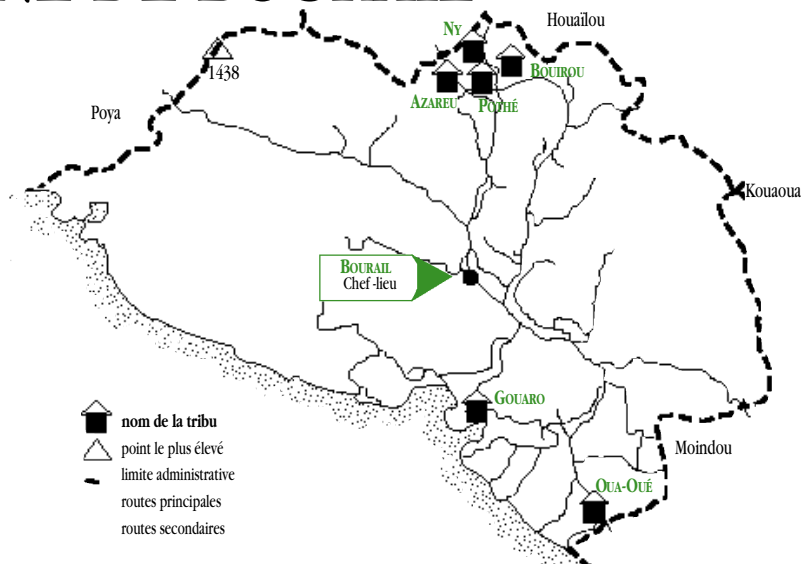 Houaïlou
NY
1438
BOUIROU
AZAREU
POTHÉ
Poya
Kouaoua
BOURAIL
Chef-lieu
GOUARO
nom de la tribu
Moindou
point le plus élevé
limite administrative
OUA-OUÉ
routes principales
routes secondaires